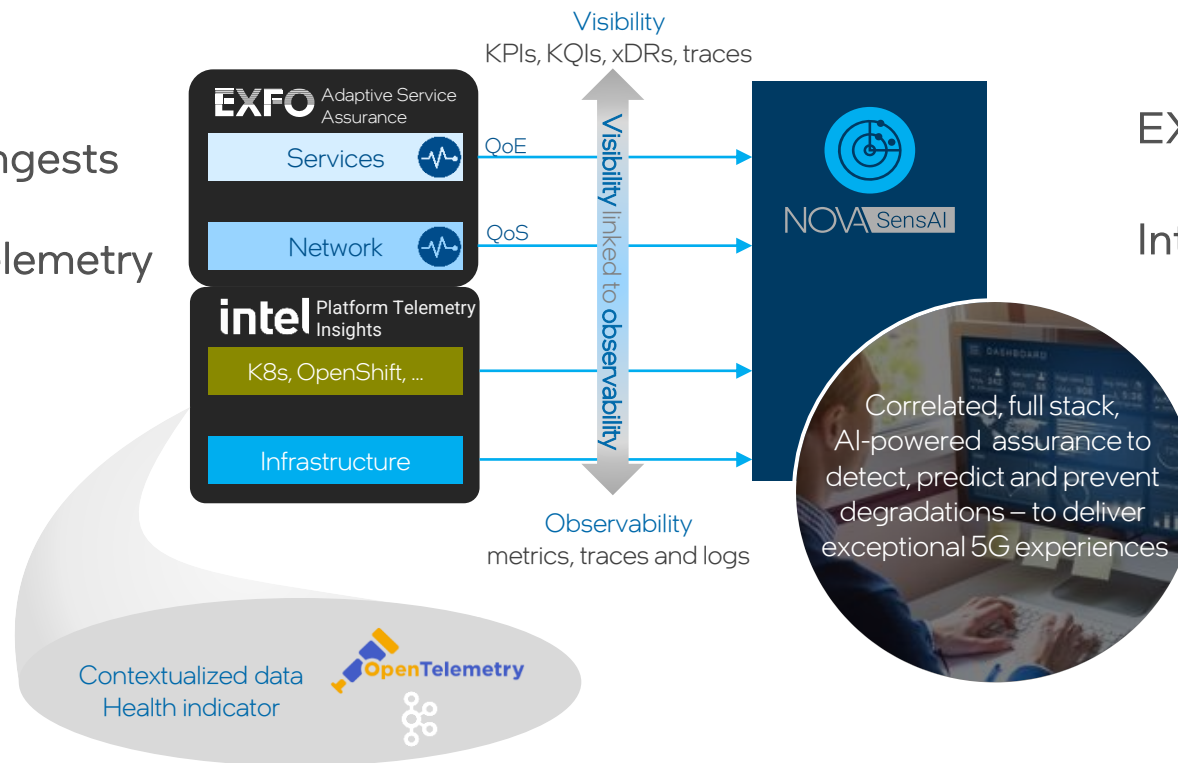 Visibility
KPIs, KQIs, xDRs, traces
ngests
elemetry
EXFO Adaptive Service
Assurance
Services
QoE
Network
QoS
intel Platform Telemetry
Insights
K8s, OpenShift, ...
Infrastructure
Visibility linked to observability
Observability
metrics, traces and logs
NOVA SensAI
EX
Int
DASHBOARD
Correlated, full stack,
AI-powered assurance to
detect, predict and prevent
degradations – to deliver
exceptional 5G experiences
Contextualized data
Health indicator
OpenTelemetry